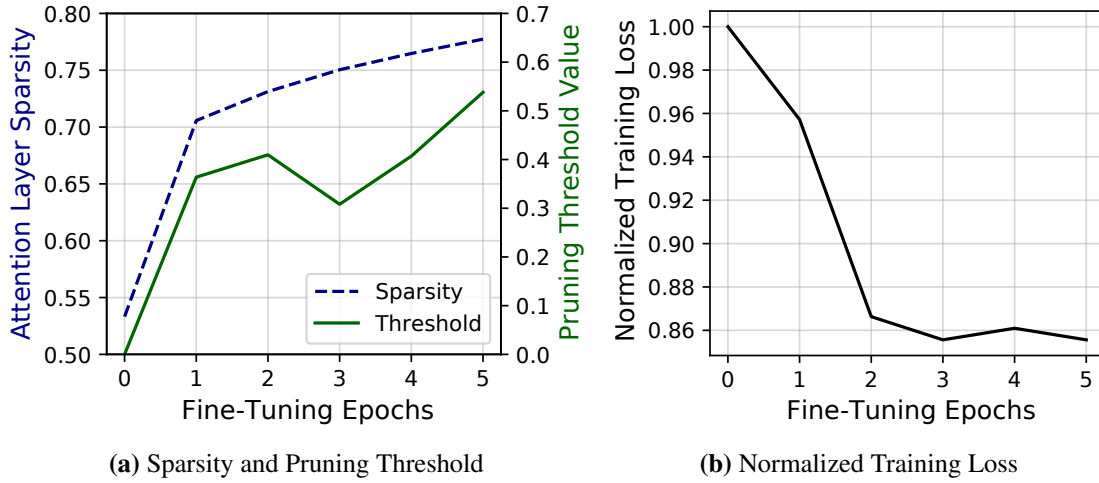 Attention Layer Sparsity
0.80
0.75
0.70
0.65
0.60
0.55
0.50
0.7
0.6
0.5
0.4
0.3
0.2
0.1
0.0
Pruning Threshold Value
Sparsity
Threshold
0 1 2 3 4 5
Fine-Tuning Epochs
(a) Sparsity and Pruning Threshold
Normalized Training Loss
1.00
0.98
0.96
0.94
0.92
0.90
0.88
0.86
0 1 2 3 4 5
Fine-Tuning Epochs
(b) Normalized Training Loss